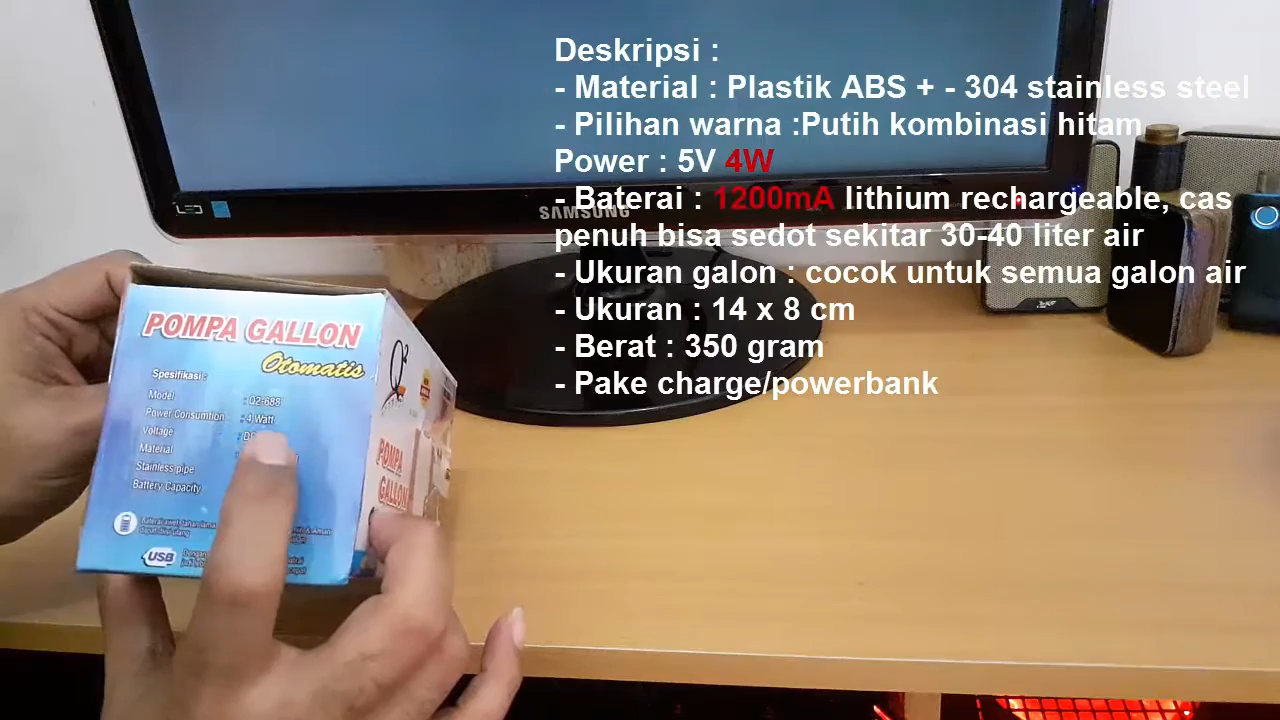 Deskripsi :
- Material : Plastik ABS + - 304 stainless steel
- Pilihan warna :Putih kombinasi hitam
Power : 5V 4W
- Baterai : 1200mA lithium rechargeable, cas
penuh bisa sedot sekitar 30-40 liter air
- Ukuran galon : cocok untuk semua galon air
- Ukuran : 14 x 8 cm
- Berat : 350 gram
- Pake charge/powerbank
SAMSUNG
POMPA GALLON
Otomatis
Spesifikasi :
Model : Q2-688
Power Consumtion : 4 Watt
Voltage
Material
Stainless pipe
Battery Capacity
USB
Q2
POMPA
GALLON